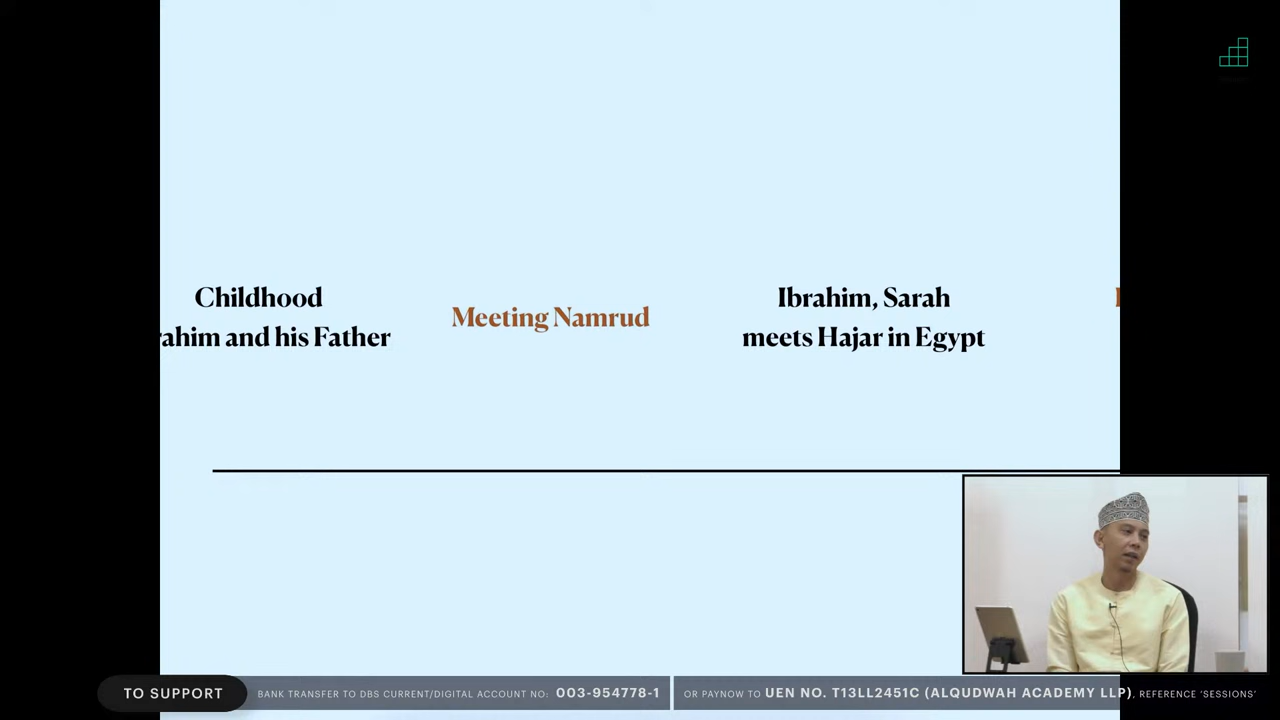 Childhood
rahim and his Father
Meeting Namrud
Ibrahim, Sarah
meets Hajar in Egypt
TO SUPPORT
BANK TRANSFER TO DBS CURRENT/DIGITAL ACCOUNT NO: 003-954778-1
OR PAYNOW TO UEN NO. T13LL2451C (ALQUDWAH ACADEMY LLP), REFERENCE 'SESSIONS'